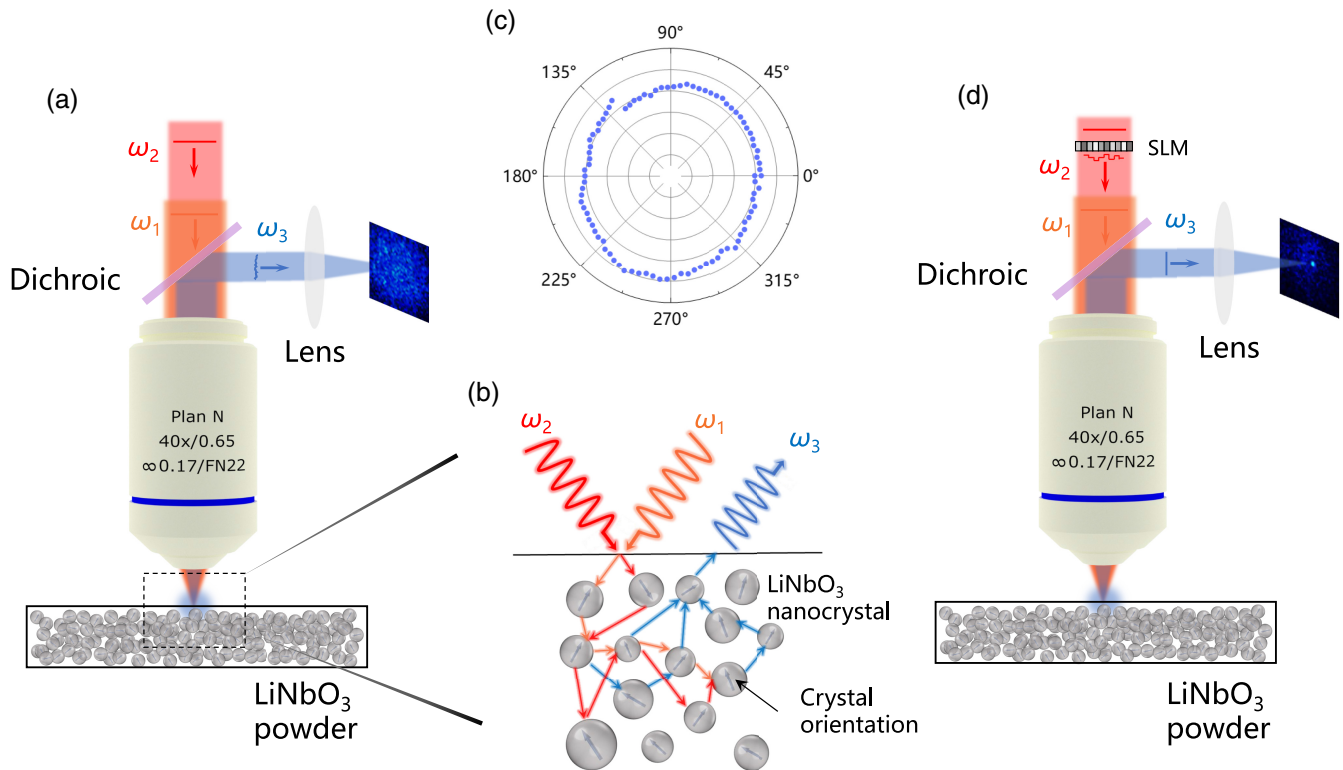 (a)
ω2
ω1
ω3
Dichroic
Lens
Plan N
40x/0.65
∞0.17/FN22
LiNbO3
powder
(c)
90°
135°
45°
180°
0°
225°
315°
270°
(b)
ω2
ω1
ω3
LiNbO3
nanocrystal
Crystal
orientation
(d)
SLM
ω2
ω1
ω3
Dichroic
Lens
Plan N
40x/0.65
∞0.17/FN22
LiNbO3
powder